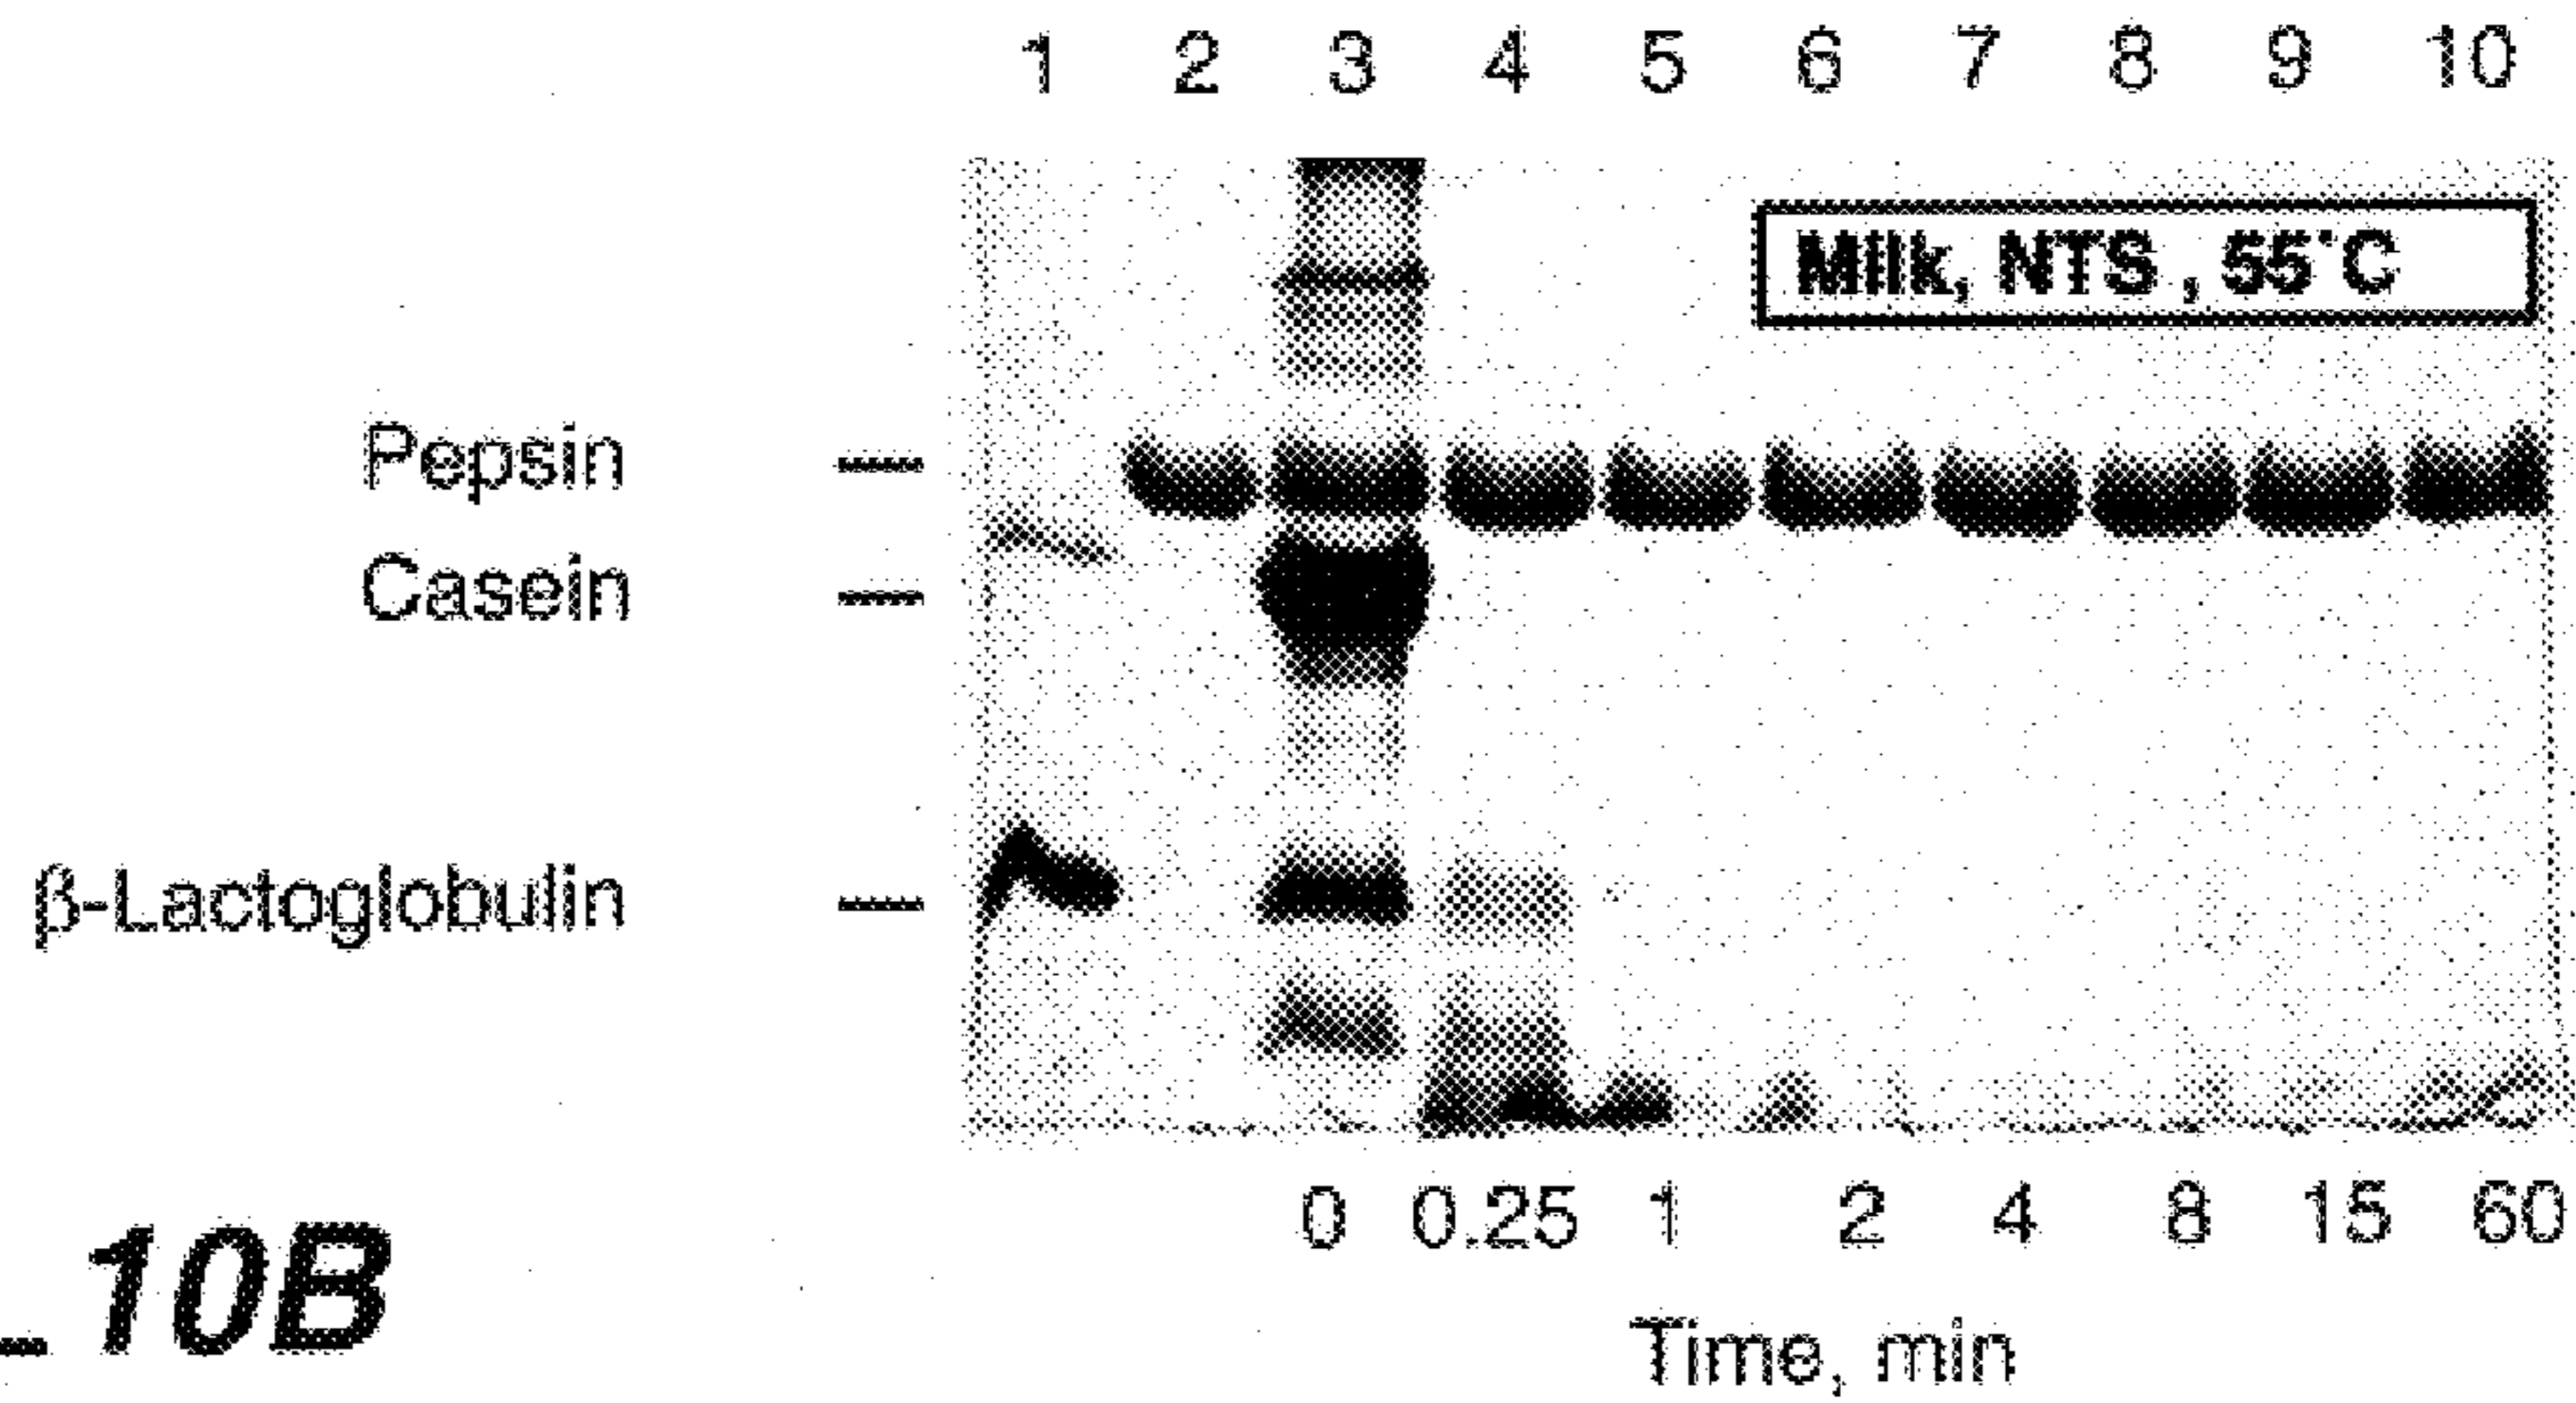 1 2 3 4 5 6 7 8 9 10
Milk, NTS , 55°C
Pepsin
Casein
β-Lactoglobulin
0 0.25 1 2 4 8 15 60
Time, min
_10B